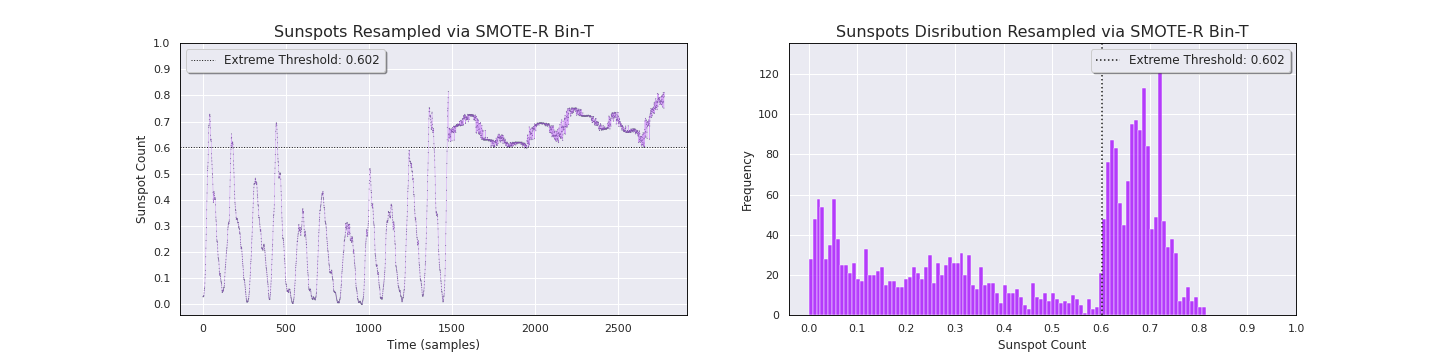 Sunspots Resampled via SMOTE-R Bin-T
Extreme Threshold: 0.602
1.0
0.9
0.8
0.7
0.6
0.5
0.4
0.3
0.2
0.1
0.0
Sunspot Count
0 500 1000 1500 2000 2500
Time (samples)
Sunspots Disribution Resampled via SMOTE-R Bin-T
Extreme Threshold: 0.602
120
100
80
60
40
20
0
Frequency
0.0 0.1 0.2 0.3 0.4 0.5 0.6 0.7 0.8 0.9 1.0
Sunspot Count